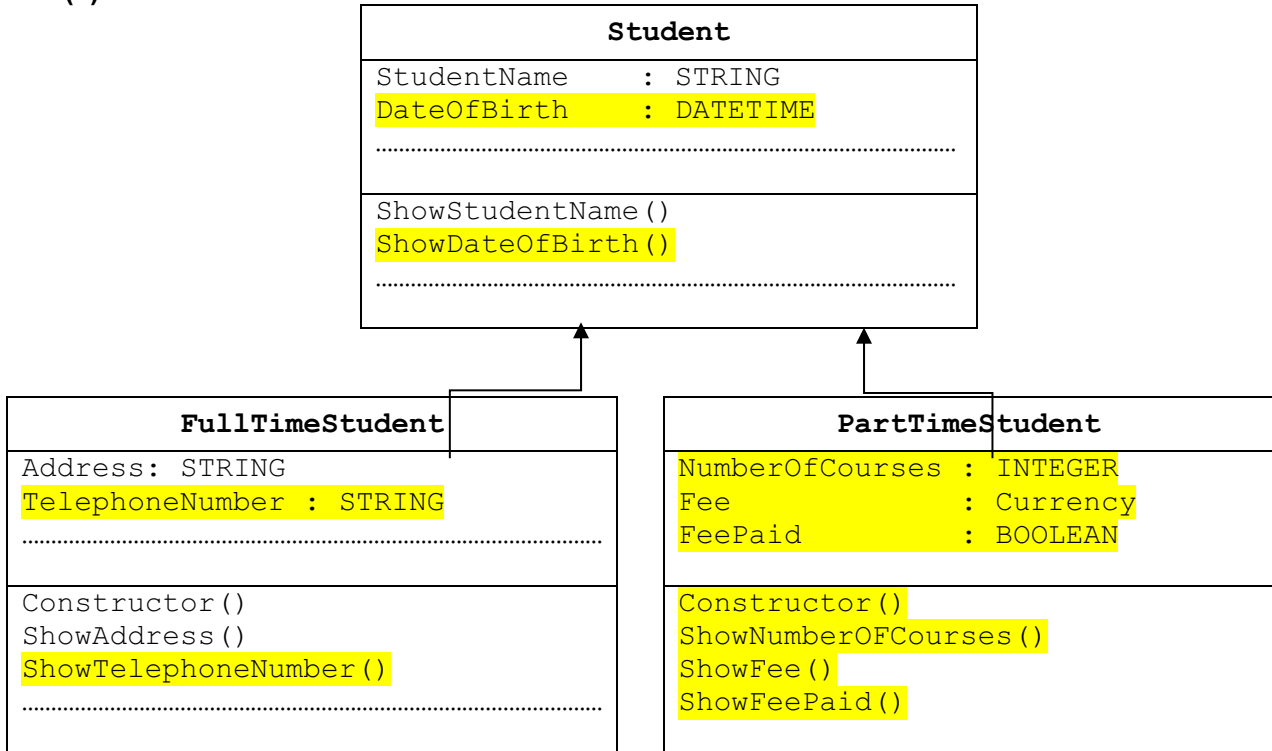 Student
StudentName : STRING
DateOfBirth : DATETIME
ShowStudentName()
ShowDateOfBirth()
FullTimeStudent
Address: STRING
TelephoneNumber : STRING
Constructor()
ShowAddress()
ShowTelephoneNumber()
PartTimeStudent
NumberOfCourses : INTEGER
Fee : Currency
FeePaid : BOOLEAN
Constructor()
ShowNumberOFCourses()
ShowFee()
ShowFeePaid()